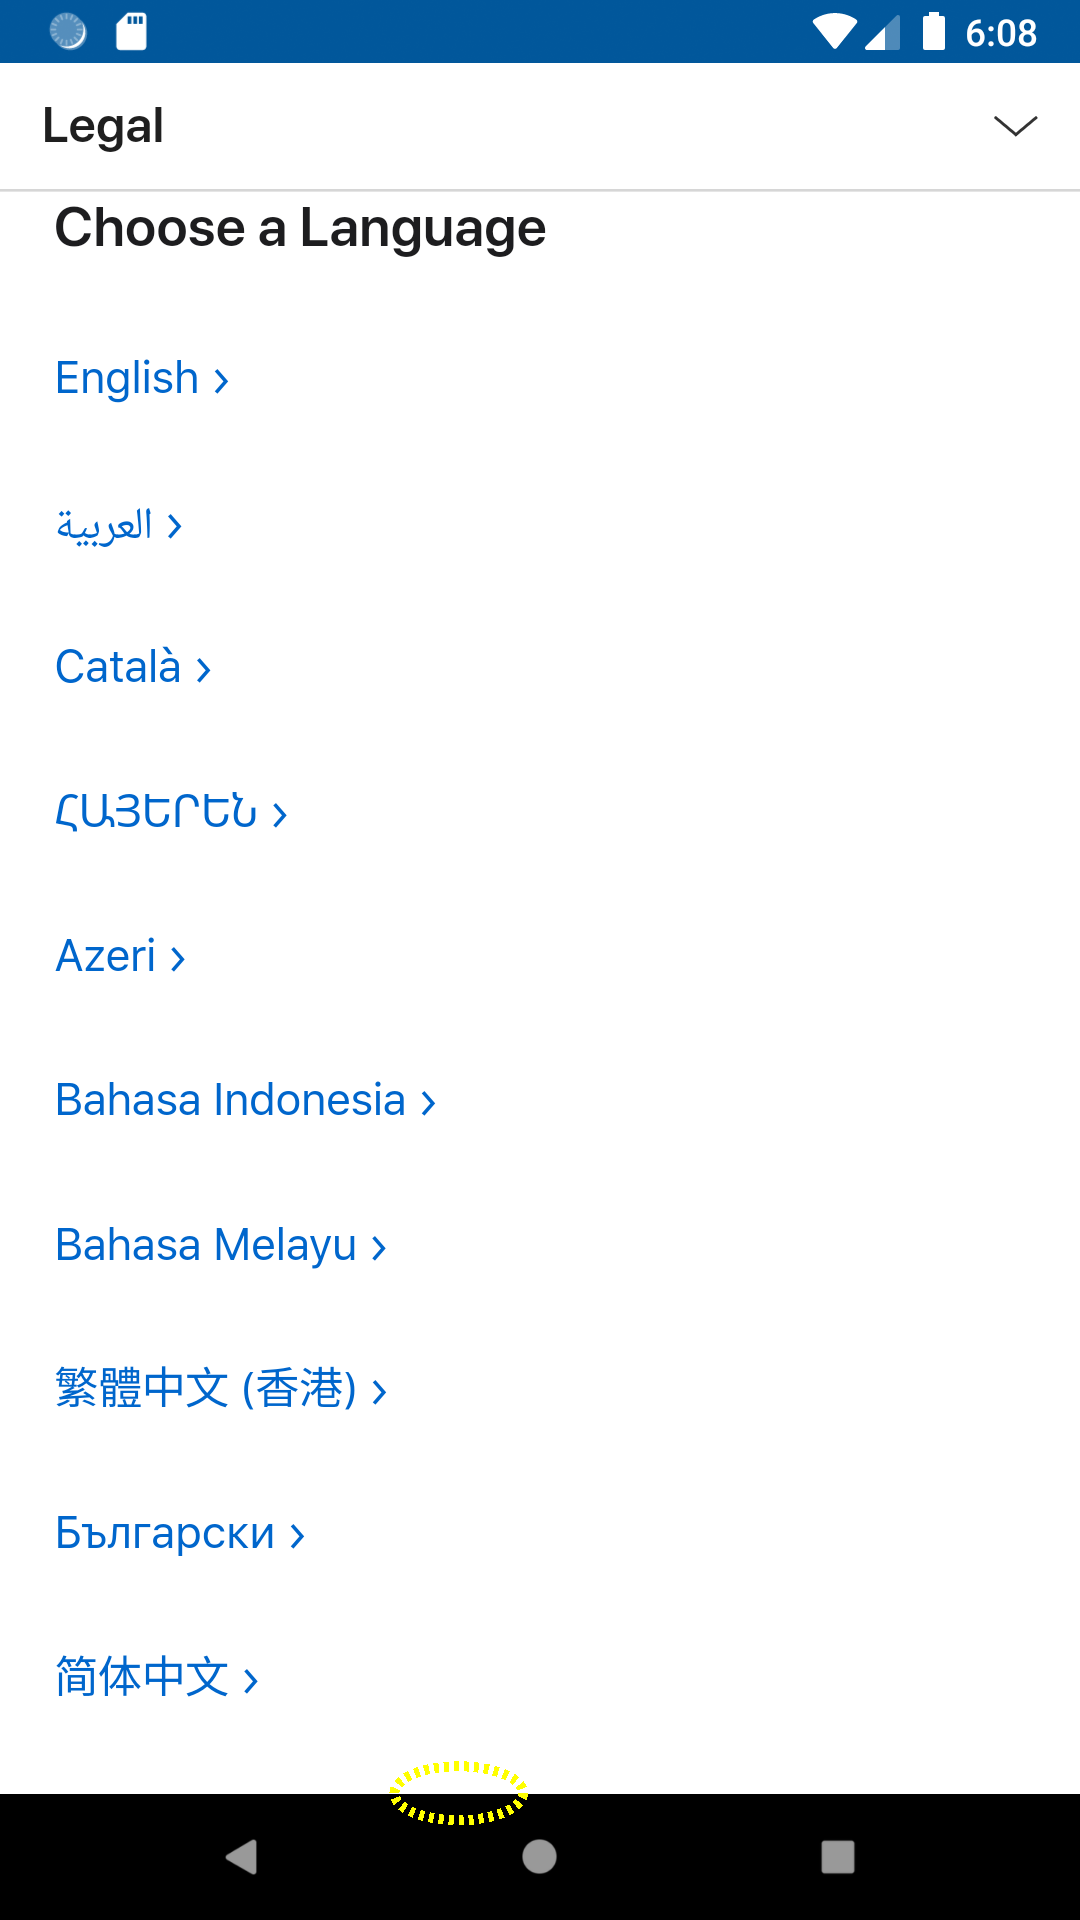 6:08
Legal
Choose a Language
English
العربية
Català
ՀԱՅԵՐԵՆ
Azeri
Bahasa Indonesia
Bahasa Melayu
繁體中文 (香港)
Български
简体中文